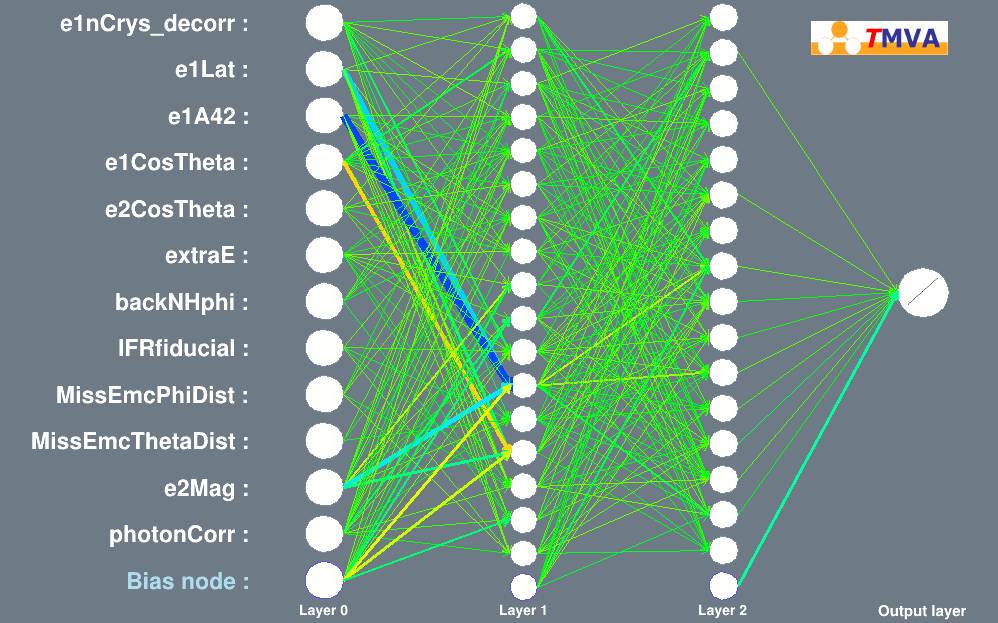 e1nCrys_decorr :
TMVA
e1Lat :
e1A42 :
e1CosTheta :
e2CosTheta :
extraE :
backNHphi :
IFRfiducial :
MissEmcPhiDist :
MissEmcThetaDist :
e2Mag :
photonCorr :
Bias node :
Layer 0
Layer 1
Layer 2
Output layer